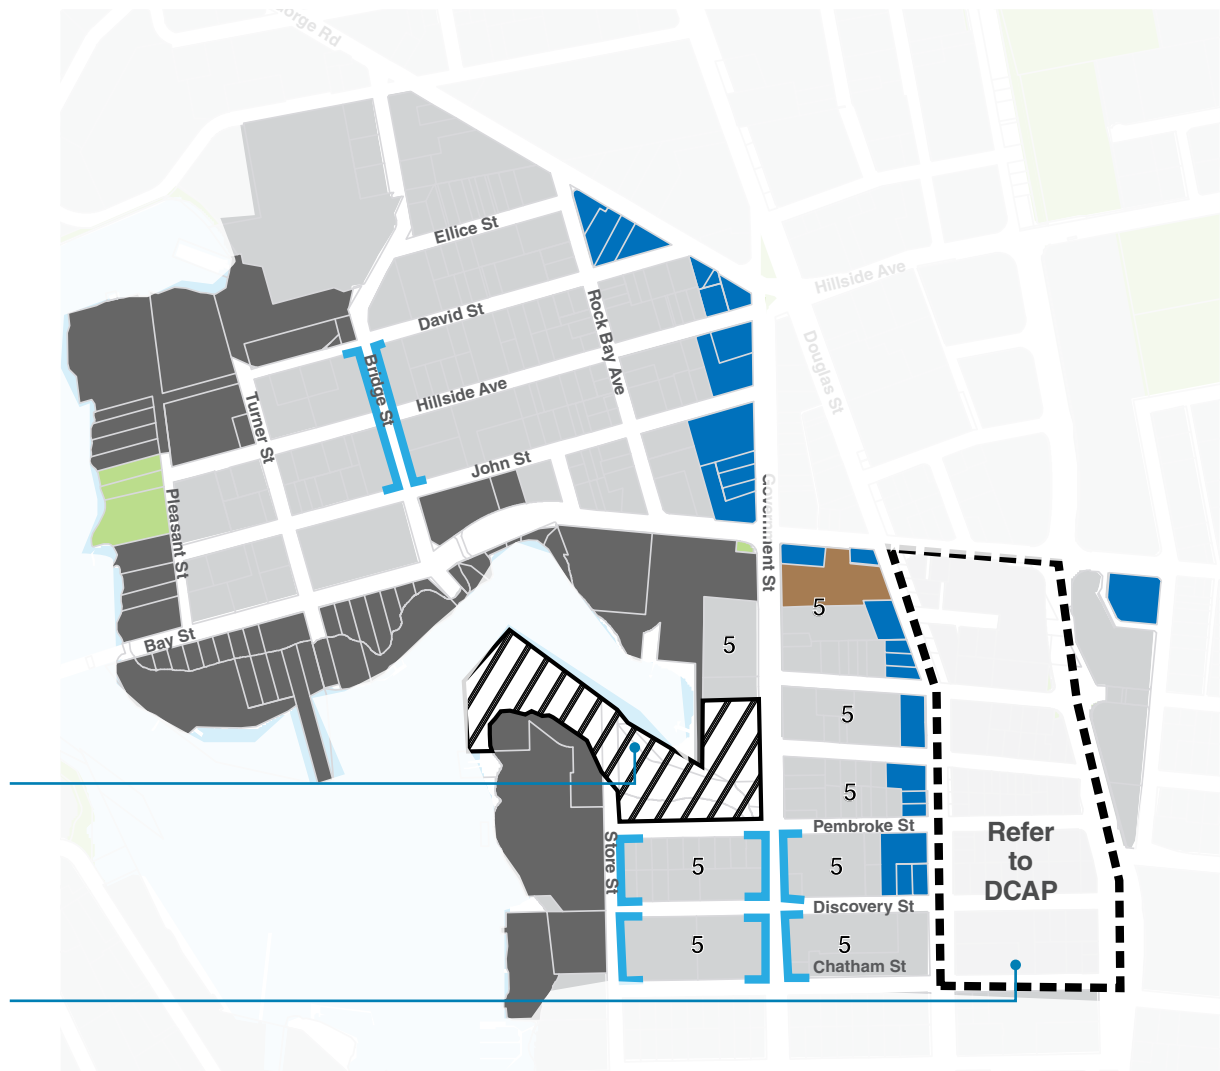 Ellice St
Hillside Ave
David St
Rock Bay Ave
Douglas St
Bridge St
Hillside Ave
Turner St
John St
Pleasant St
Government St
5
Bay St
5
5
5
Pembroke St
Refer
to
DCAP
Store St
5
5
Discovery St
5
5
Chatham St